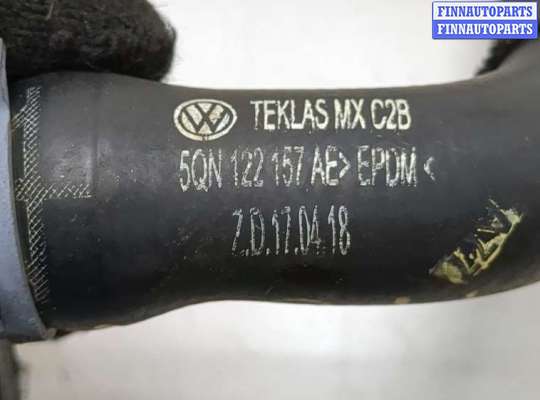 FINNAUTOPARTS
FINNAUTOPARTS
TEKLAS MX C2B
5QN 122 157 AE> EPDM <
Z.D.17.04.18